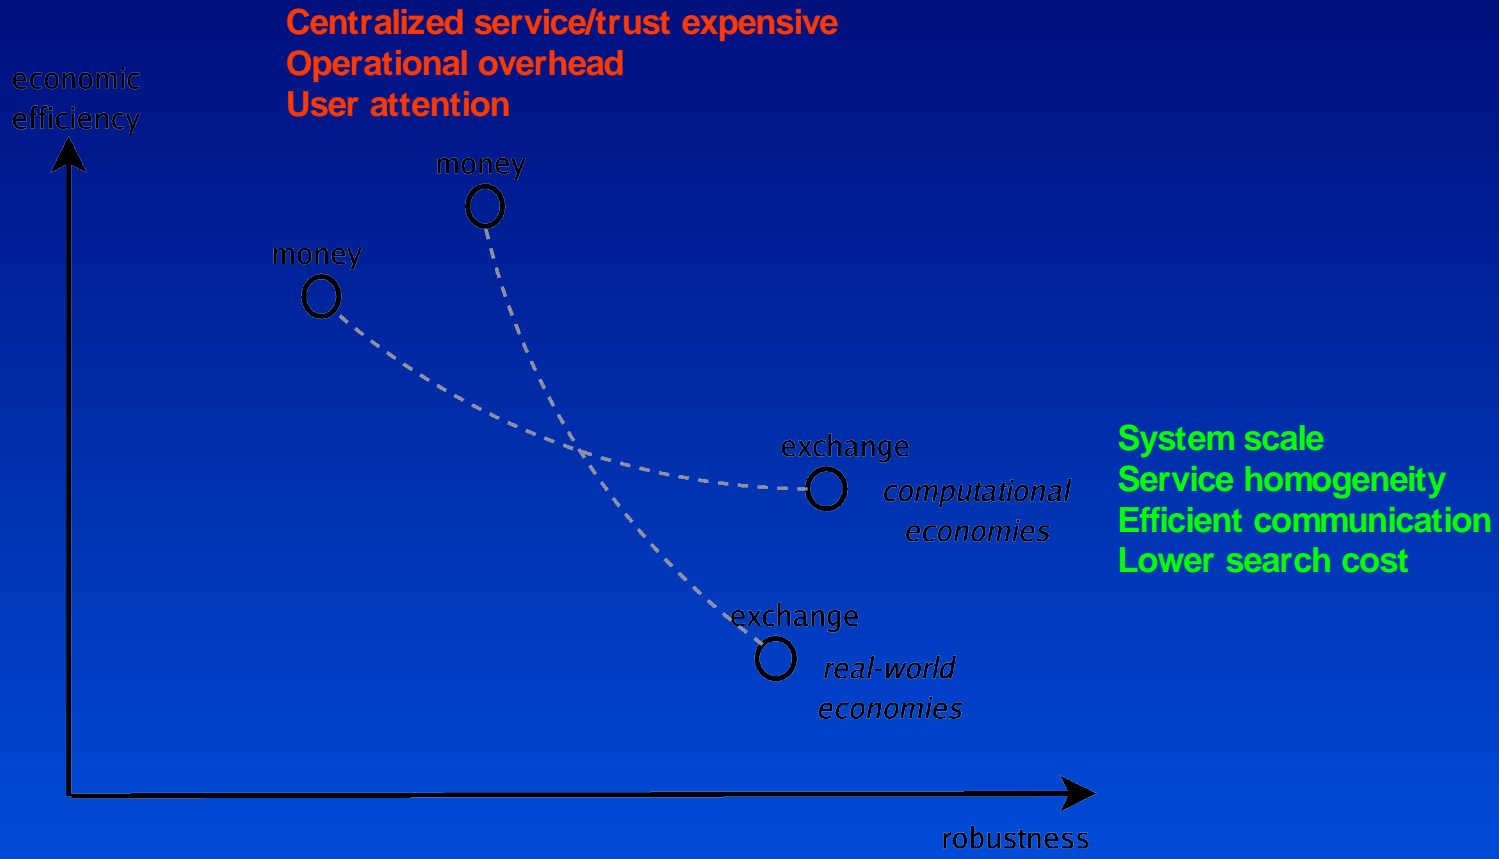 Centralized service/trust expensive
Operational overhead
User attention
economic
efficiency
money
money
exchange
computational
economies
System scale
Service homogeneity
Efficient communication
Lower search cost
exchange
real-world
economies
robustness